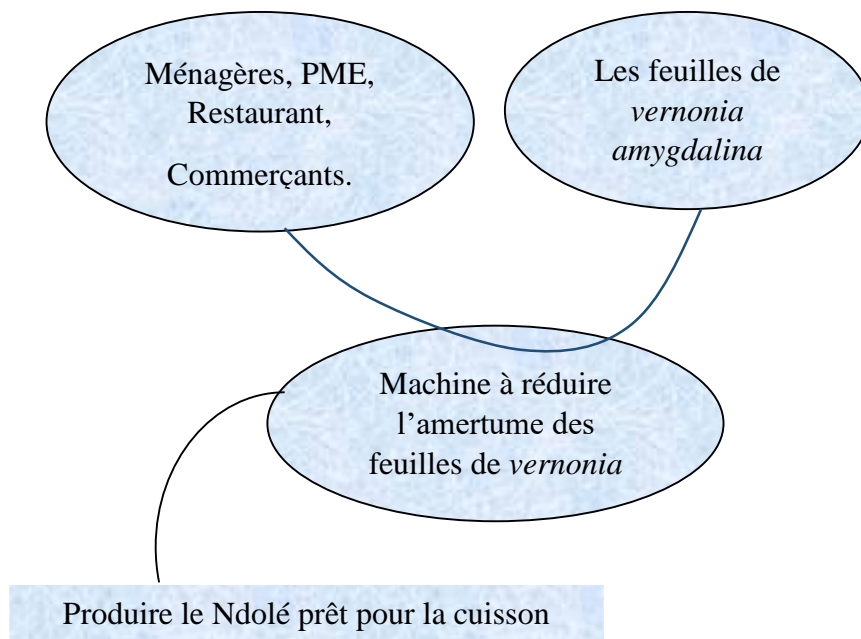 Ménagères, PME,
Restaurant,
Commerçants.
Les feuilles de
vernonia
amygdalina
Machine à réduire
l’amertume des
feuilles de vernonia
Produire le Ndolé prêt pour la cuisson